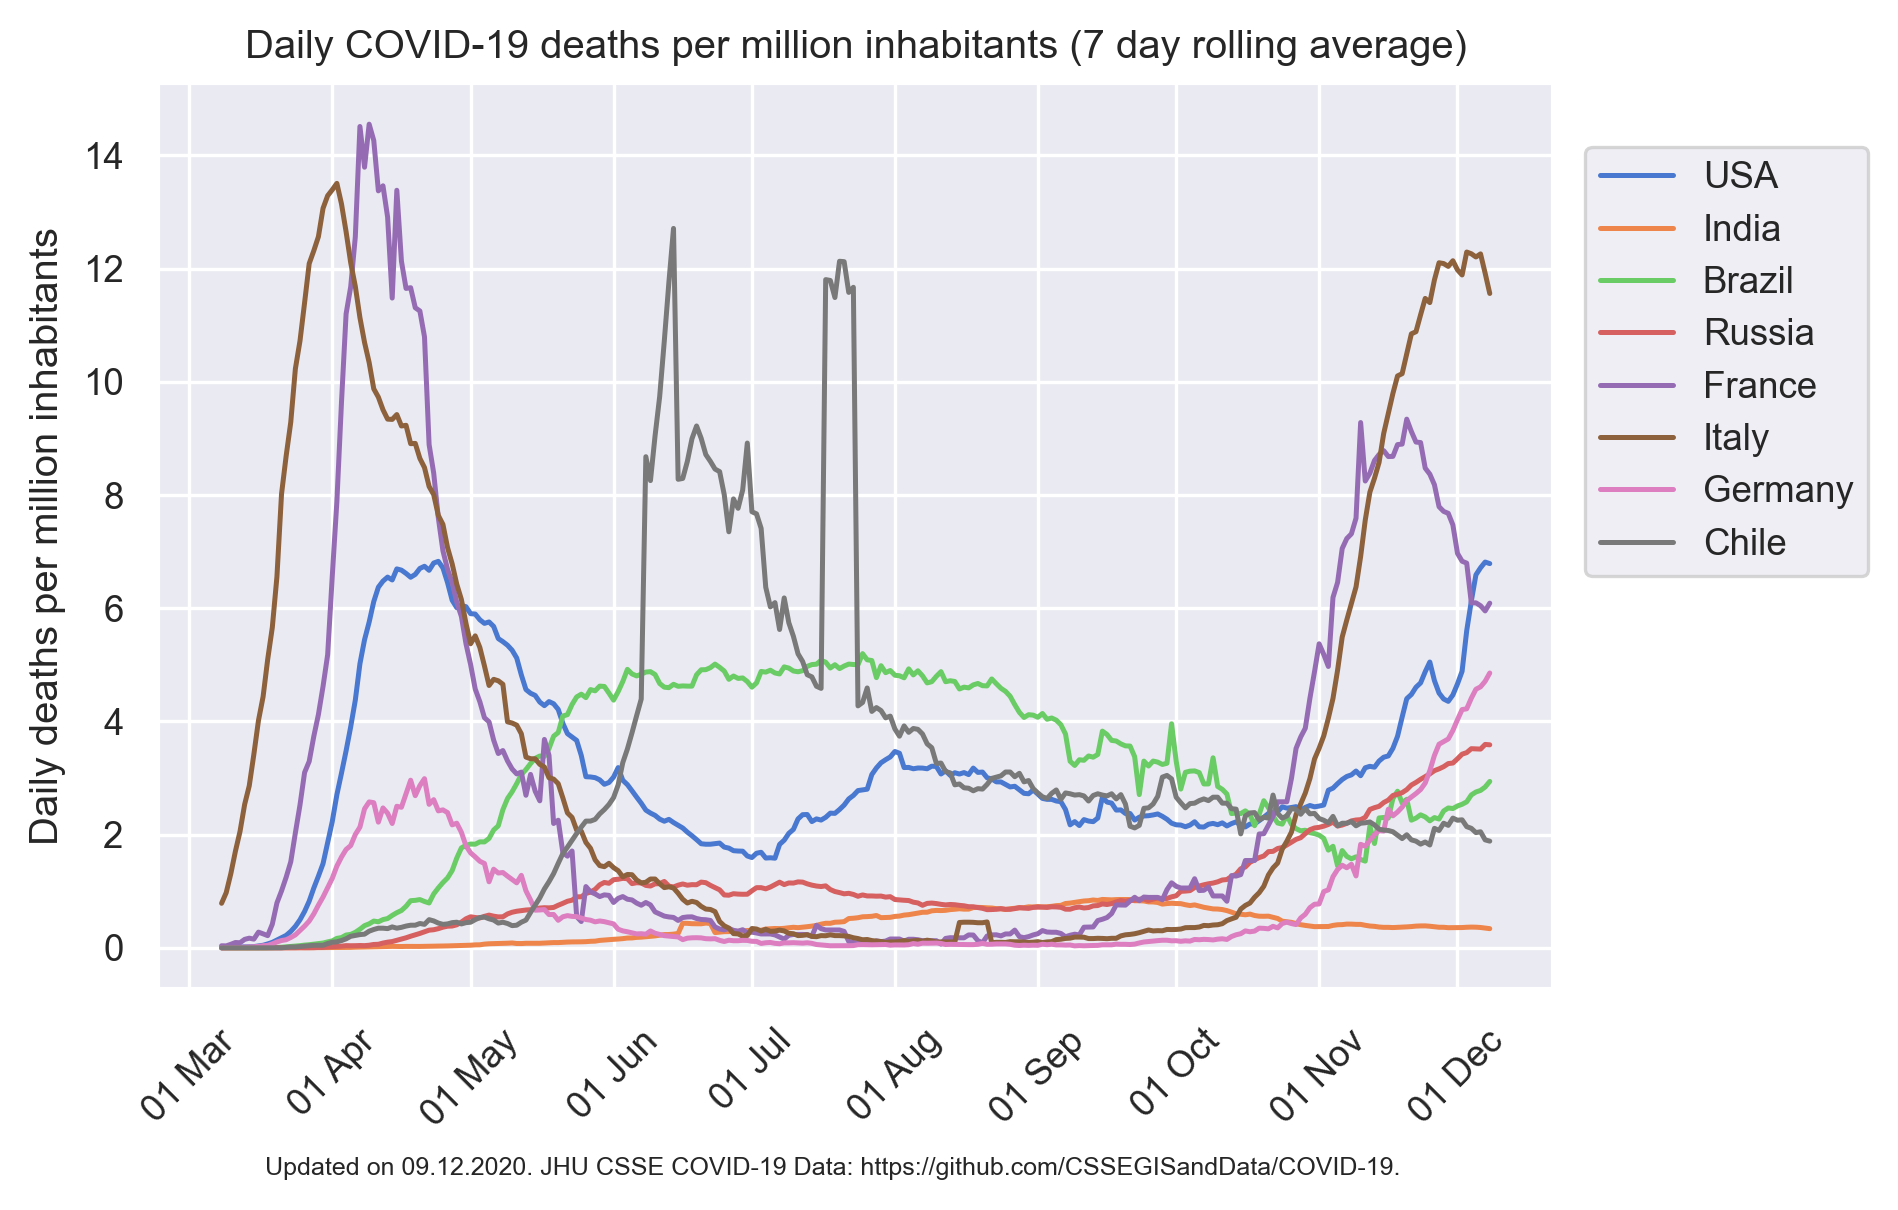 Daily COVID-19 deaths per million inhabitants (7 day rolling average)
Daily deaths per million inhabitants
14
12
10
8
6
4
2
0
01 Mar
01 Apr
01 May
01 Jun
01 Jul
01 Aug
01 Sep
01 Oct
01 Nov
01 Dec
USA
India
Brazil
Russia
France
Italy
Germany
Chile
Updated on 09.12.2020. JHU CSSE COVID-19 Data: https://github.com/CSSEGISandData/COVID-19.